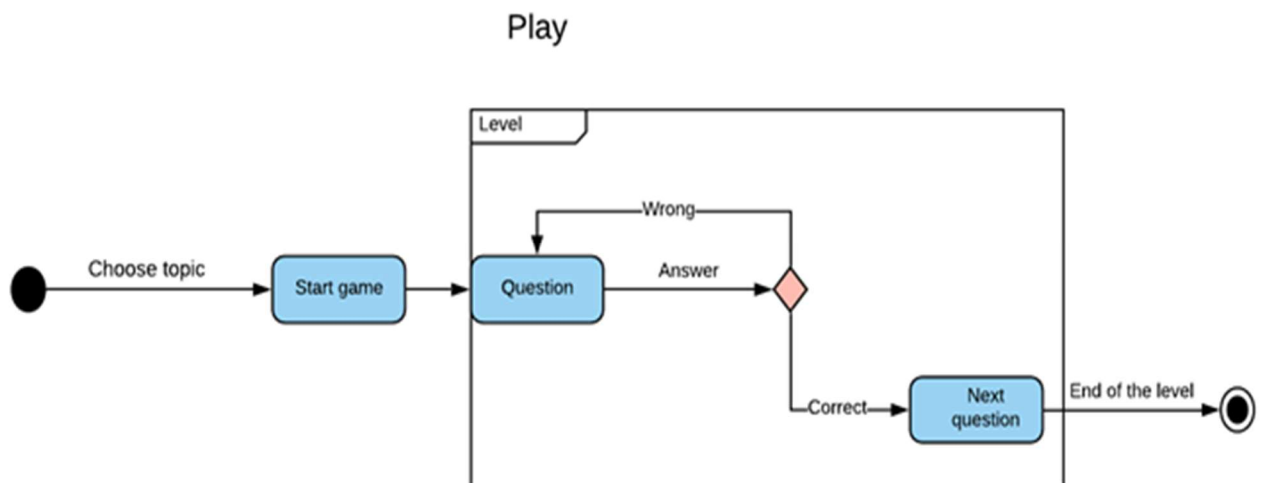 Play
Level
Wrong
Choose topic
Answer
Start game
Question
Correct
Next
question
End of the level